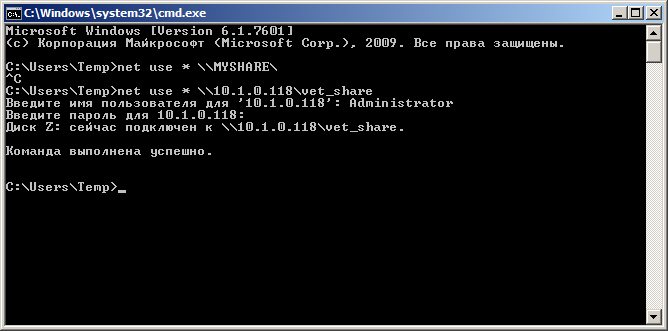 C:\Windows\system32\cmd.exe
Microsoft Windows [Version 6.1.7601]
(c) Корпорация Майкрософт (Microsoft Corp.), 2009. Все права защищены.
C:\Users\Temp>net use * \\MYSHARE\
^C
C:\Users\Temp>net use * \\10.1.0.118\vet_share
Введите имя пользователя для '10.1.0.118': Administrator
Введите пароль для 10.1.0.118:
Диск Z: сейчас подключен к \\10.1.0.118\vet_share.
Команда выполнена успешно.
C:\Users\Temp>_